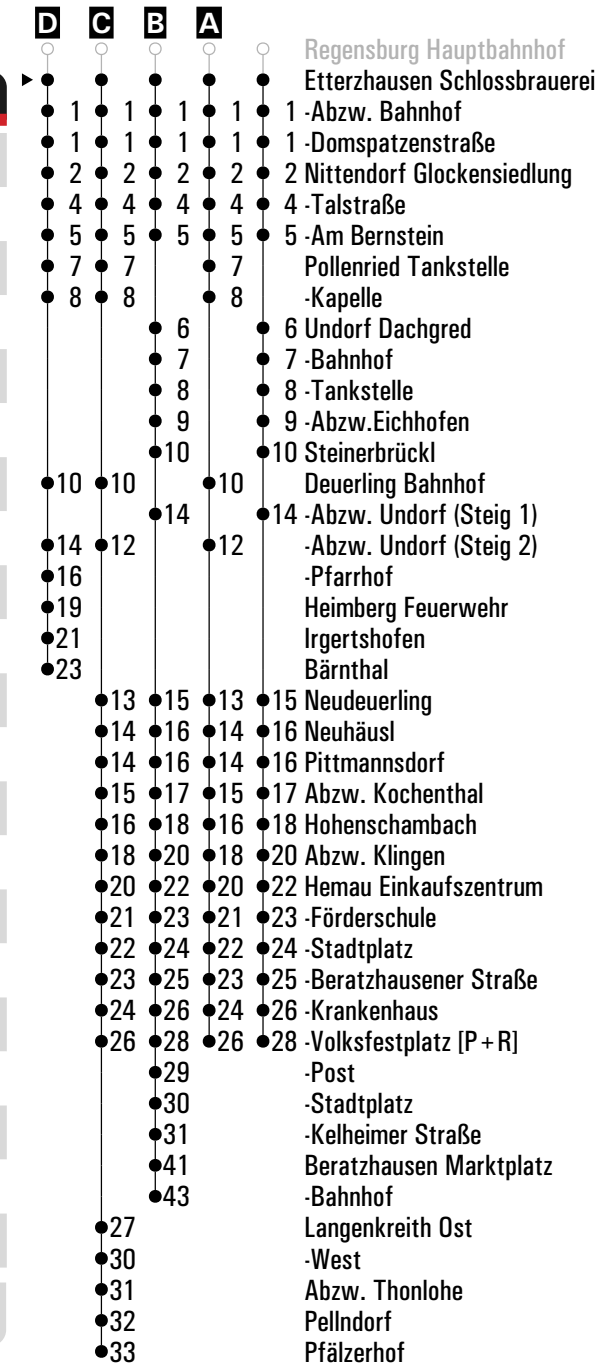 D C B A
Regensburg Hauptbahnhof
Etterzhausen Schlossbrauerei
1 1 1 1 1 -Abzw. Bahnhof
1 1 1 1 1 -Domspatzenstraße
2 2 2 2 2 Nittendorf Glockensiedlung
4 4 4 4 4 -Talstraße
5 5 5 5 5 -Am Bernstein
7 7 7 Pollenried Tankstelle
8 8 8 -Kapelle
6 6 Undorf Dachgred
7 7 -Bahnhof
8 8 -Tankstelle
9 9 -Abzw.Eichhofen
10 10 Steinerbrückl
10 10 10 Deuerling Bahnhof
14 14 -Abzw. Undorf (Steig 1)
14 12 12 -Abzw. Undorf (Steig 2)
16 -Pfarrhof
19 Heimberg Feuerwehr
21 Irgertshofen
23 Bärnthal
13 15 13 15 Neudeuerling
14 16 14 16 Neuhäusl
14 16 14 16 Pittmannsdorf
15 17 15 17 Abzw. Kochenthal
16 18 16 18 Hohenschambach
18 20 18 20 Abzw. Klingen
20 22 20 22 Hemau Einkaufszentrum
21 23 21 23 -Förderschule
22 24 22 24 -Stadtplatz
23 25 23 25 -Beratzhausener Straße
24 26 24 26 -Krankenhaus
26 28 26 28 -Volksfestplatz [P+R]
29 -Post
30 -Stadtplatz
31 -Kelheimer Straße
41 Beratzhausen Marktplatz
43 -Bahnhof
27 Langenkreith Ost
30 -West
31 Abzw. Thonlohe
32 Pellndorf
33 Pfälzerhof